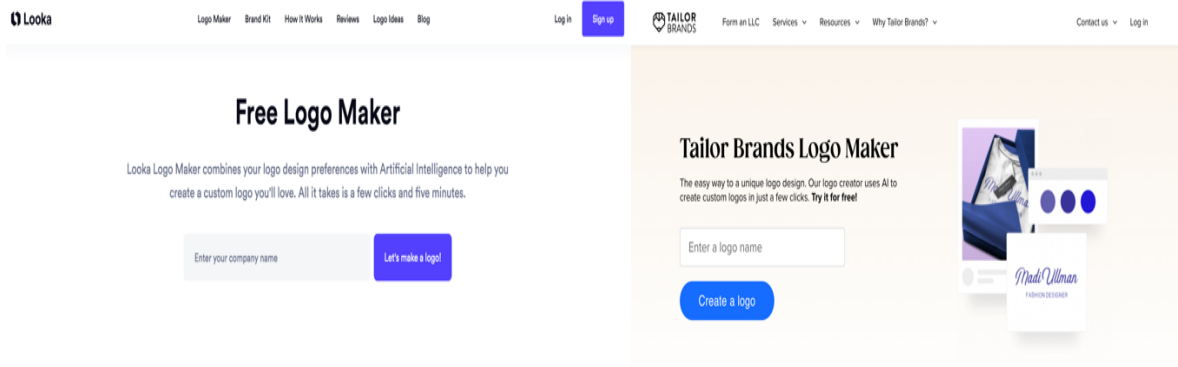 Looka
Logo Maker Brand Kit How It Works Reviews Logo Ideas Blog
Log in Sign up
Free Logo Maker
Looka Logo Maker combines your logo design preferences with Artificial Intelligence to help you
create a custom logo you'll love. All it takes is a few clicks and five minutes.
Enter your company name
Let's make a logo!
TAILOR
BRANDS
Form an LLC Services Resources Why Tailor Brands?
Contact us Log in
Tailor Brands Logo Maker
The easy way to a unique logo design. Our logo creator uses AI to
create custom logos in just a few clicks. Try it for free!
Enter a logo name
Create a logo
Madi Ullman
FASHION DESIGNER